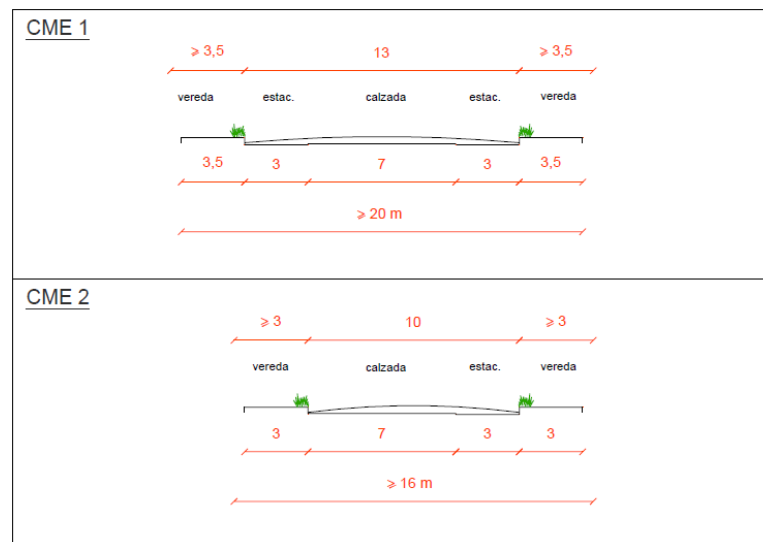 CME 1
⩾ 3,5 13 ⩾ 3,5
vereda estac. calzada estac. vereda
3,5 3 7 3 3,5
⩾ 20 m
CME 2
⩾ 3 10 ⩾ 3
vereda calzada estac. vereda
3 7 3 3
⩾ 16 m